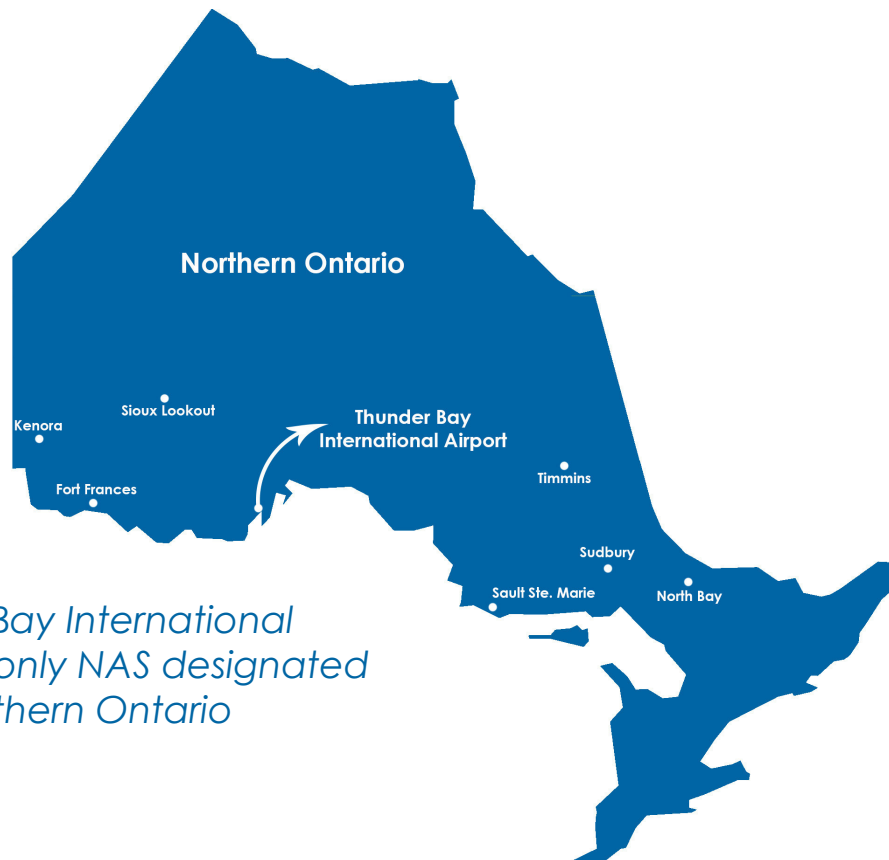 Northern Ontario
Sioux Lookout
Kenora
Thunder Bay
International Airport
Fort Frances
Timmins
Sudbury
Sault Ste. Marie
North Bay
Bay International
only NAS designated
thern Ontario